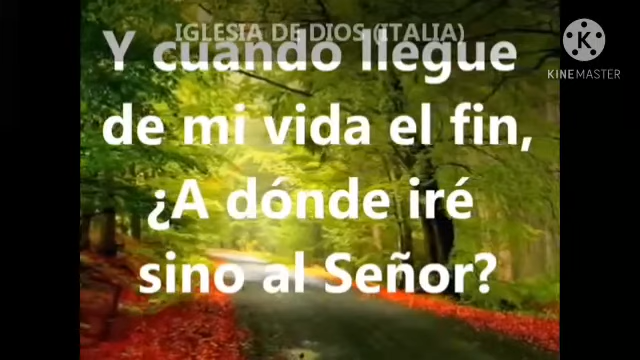 IGLESIA DE DIOS (ITALIA)
Y cuando llegue
de mi vida el fin,
¿A dónde iré
sino al Señor?
KINEMASTER